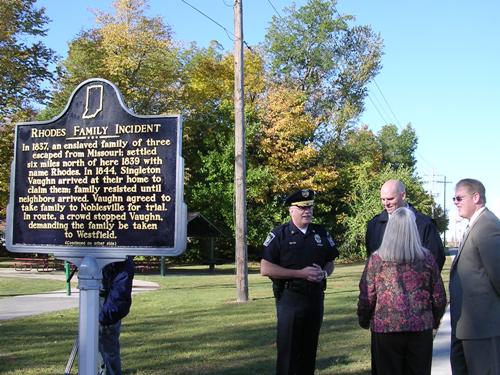 RHODES FAMILY INCIDENT
In 1837, an enslaved family of three
escaped from Missouri; settled
six miles north of here 1839 with
name Rhodes. In 1844, Singleton
Vaughn arrived at their home to
claim them; family resisted until
neighbors arrived. Vaughn agreed to
take family to Noblesville for trial.
In route, a crowd stopped Vaughn,
demanding the family be taken
to Westfield.
(Continued on other side)